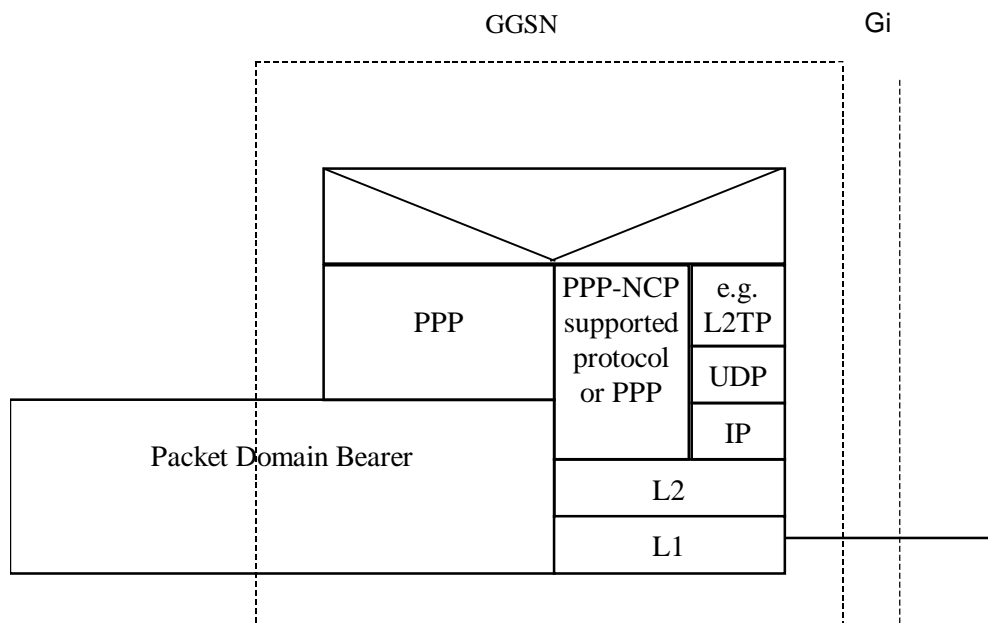 GGSN
Gi
PPP
PPP-NCP
supported
protocol
or PPP
e.g.
L2TP
UDP
IP
Packet Domain Bearer
L2
L1